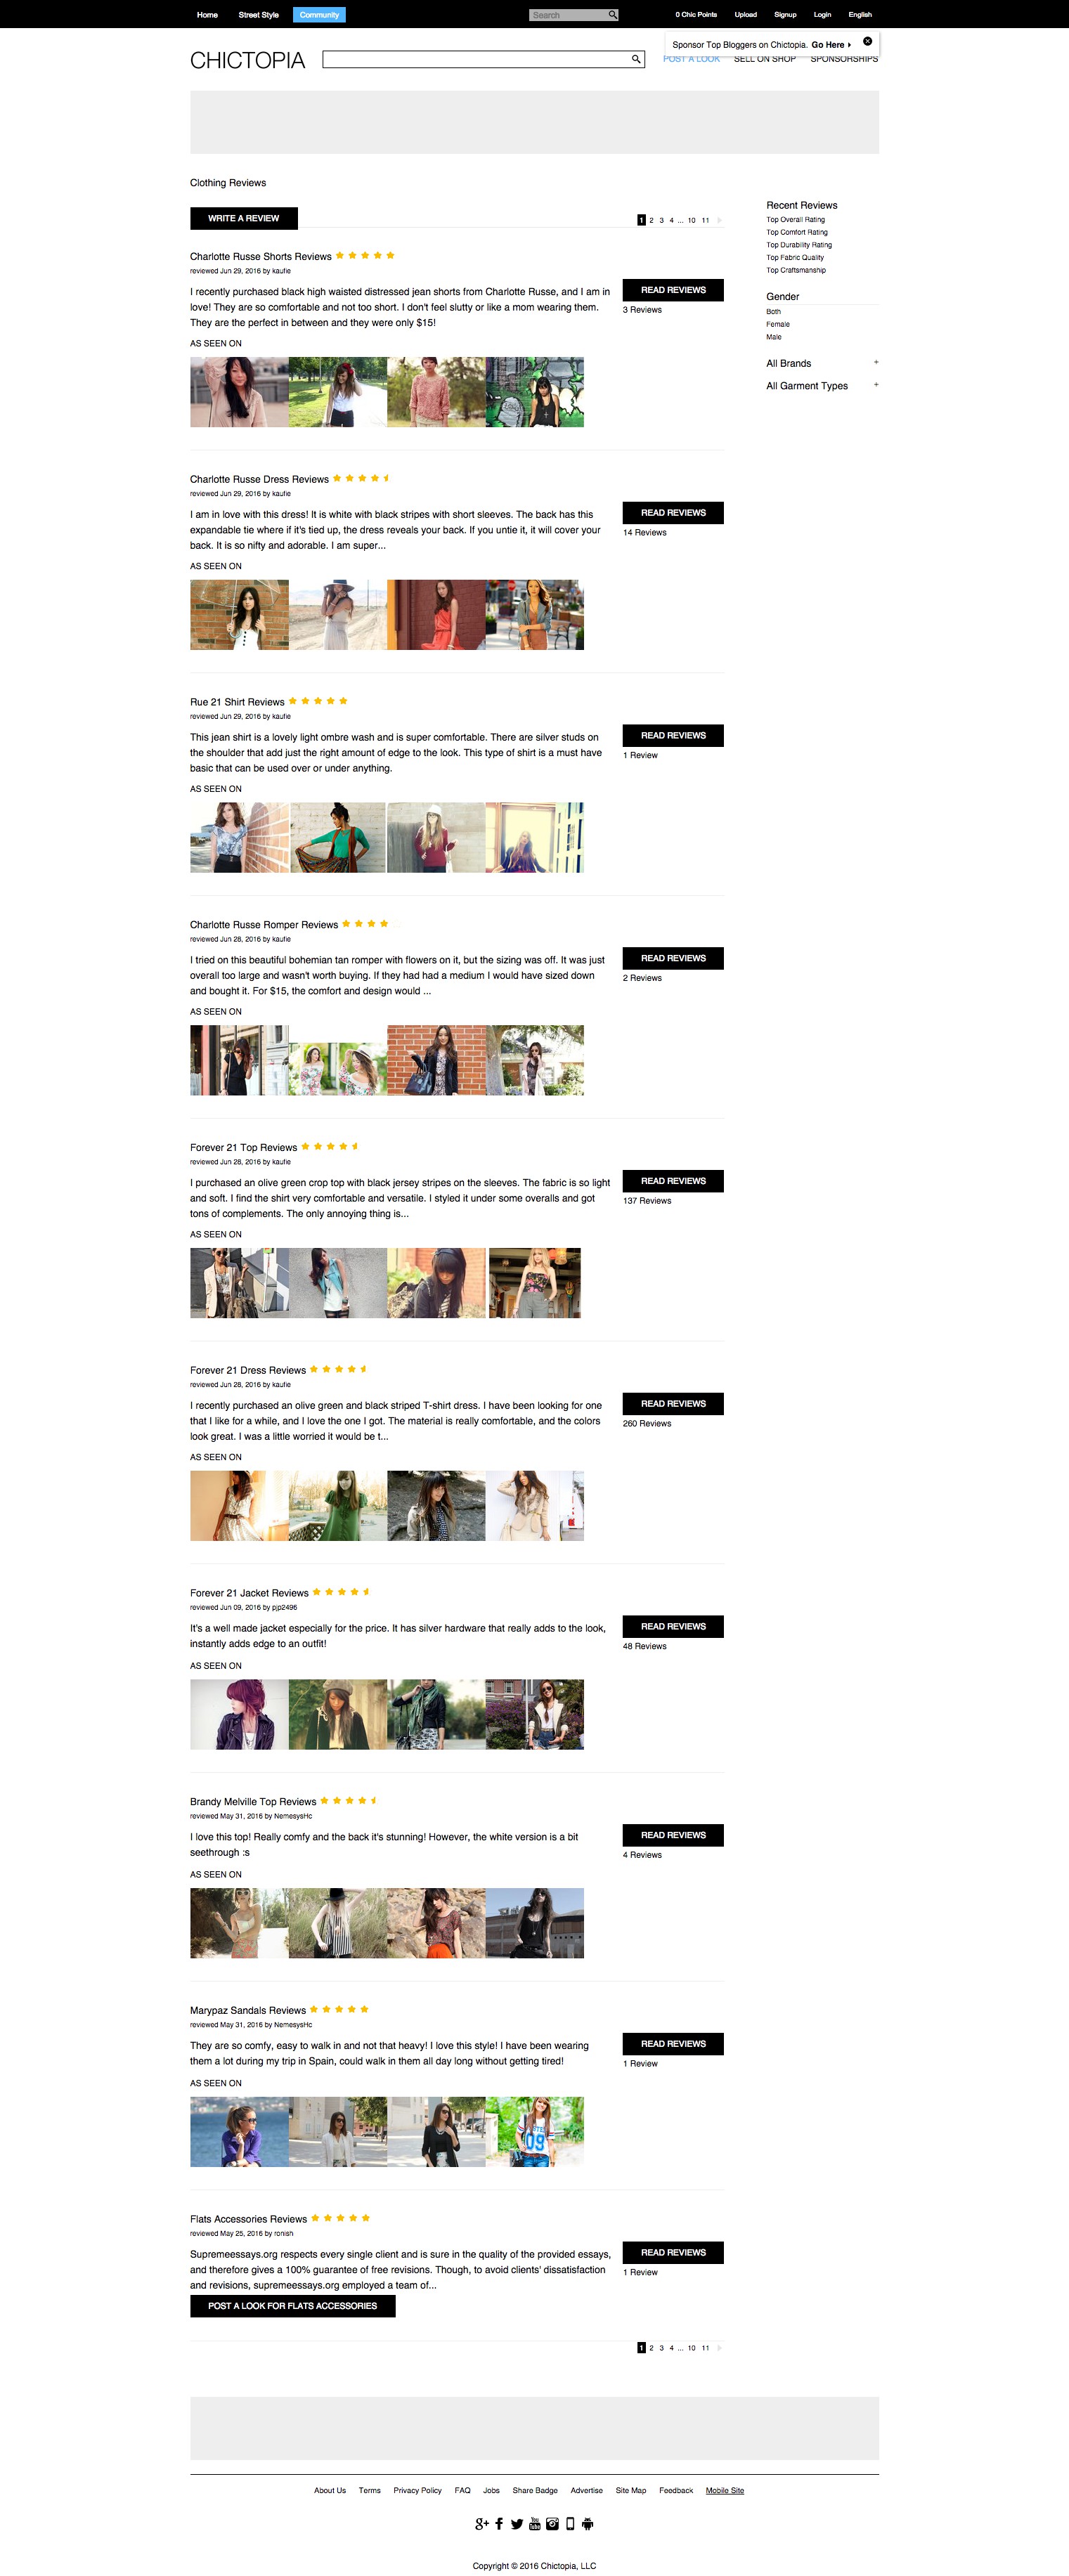 Home Street Style Community Search 0 Chic Points Upload Signup Login English
Sponsor Top Bloggers on Chictopia. Go Here
CHICTOPIA POST A LOOK SELL ON SHOP SPONSORSHIPS
Clothing Reviews
WRITE A REVIEW
1 2 3 4 ... 10 11
Charlotte Russe Shorts Reviews
reviewed Jun 29, 2016 by kaufie
I recently purchased black high waisted distressed jean shorts from Charlotte Russe, and I am in
love! They are so comfortable and not too short. I don't feel slutty or like a mom wearing them.
They are the perfect in between and they were only $15!
READ REVIEWS
3 Reviews
AS SEEN ON
Charlotte Russe Dress Reviews
reviewed Jun 29, 2016 by kaufie
I am in love with this dress! It is white with black stripes with short sleeves. The back has this
expandable tie where if it's tied up, the dress reveals your back. If you untie it, it will cover your
back. It is so nifty and adorable. I am super...
READ REVIEWS
14 Reviews
AS SEEN ON
Rue 21 Shirt Reviews
reviewed Jun 29, 2016 by kaufie
This jean shirt is a lovely light ombre wash and is super comfortable. There are silver studs on
the shoulder that add just the right amount of edge to the look. This type of shirt is a must have
basic that can be used over or under anything.
READ REVIEWS
1 Review
AS SEEN ON
Charlotte Russe Romper Reviews
reviewed Jun 28, 2016 by kaufie
I tried on this beautiful bohemian tan romper with flowers on it, but the sizing was off. It was just
overall too large and wasn't worth buying. If they had had a medium I would have sized down
and bought it. For $15, the comfort and design would ...
READ REVIEWS
2 Reviews
AS SEEN ON
Forever 21 Top Reviews
reviewed Jun 28, 2016 by kaufie
I purchased an olive green crop top with black jersey stripes on the sleeves. The fabric is so light
and soft. I find the shirt very comfortable and versatile. I styled it under some overalls and got
tons of complements. The only annoying thing is...
READ REVIEWS
137 Reviews
AS SEEN ON
Forever 21 Dress Reviews
reviewed Jun 28, 2016 by kaufie
I recently purchased an olive green and black striped T-shirt dress. I have been looking for one
that I like for a while, and I love the one I got. The material is really comfortable, and the colors
look great. I was a little worried it would be t...
READ REVIEWS
260 Reviews
AS SEEN ON
Forever 21 Jacket Reviews
reviewed Jun 09, 2016 by pjp2496
It's a well made jacket especially for the price. It has silver hardware that really adds to the look,
instantly adds edge to an outfit!
READ REVIEWS
48 Reviews
AS SEEN ON
Brandy Melville Top Reviews
reviewed May 31, 2016 by NemesysHc
I love this top! Really comfy and the back it's stunning! However, the white version is a bit
seethrough :s
READ REVIEWS
4 Reviews
AS SEEN ON
Marypaz Sandals Reviews
reviewed May 31, 2016 by NemesysHc
They are so comfy, easy to walk in and not that heavy! I love this style! I have been wearing
them a lot during my trip in Spain, could walk in them all day long without getting tired!
READ REVIEWS
1 Review
AS SEEN ON
09
Flats Accessories Reviews
reviewed May 25, 2016 by ronish
Supremeessays.org respects every single client and is sure in the quality of the provided essays,
and therefore gives a 100% guarantee of free revisions. Though, to avoid clients' dissatisfaction
and revisions, supremeessays.org employed a team of...
READ REVIEWS
1 Review
POST A LOOK FOR FLATS ACCESSORIES
1 2 3 4 ... 10 11
Recent Reviews
Top Overall Rating
Top Comfort Rating
Top Durability Rating
Top Fabric Quality
Top Craftsmanship
Gender
Both
Female
Male
All Brands +
All Garment Types +
About Us Terms Privacy Policy FAQ Jobs Share Badge Advertise Site Map Feedback Mobile Site
Copyright © 2016 Chictopia, LLC